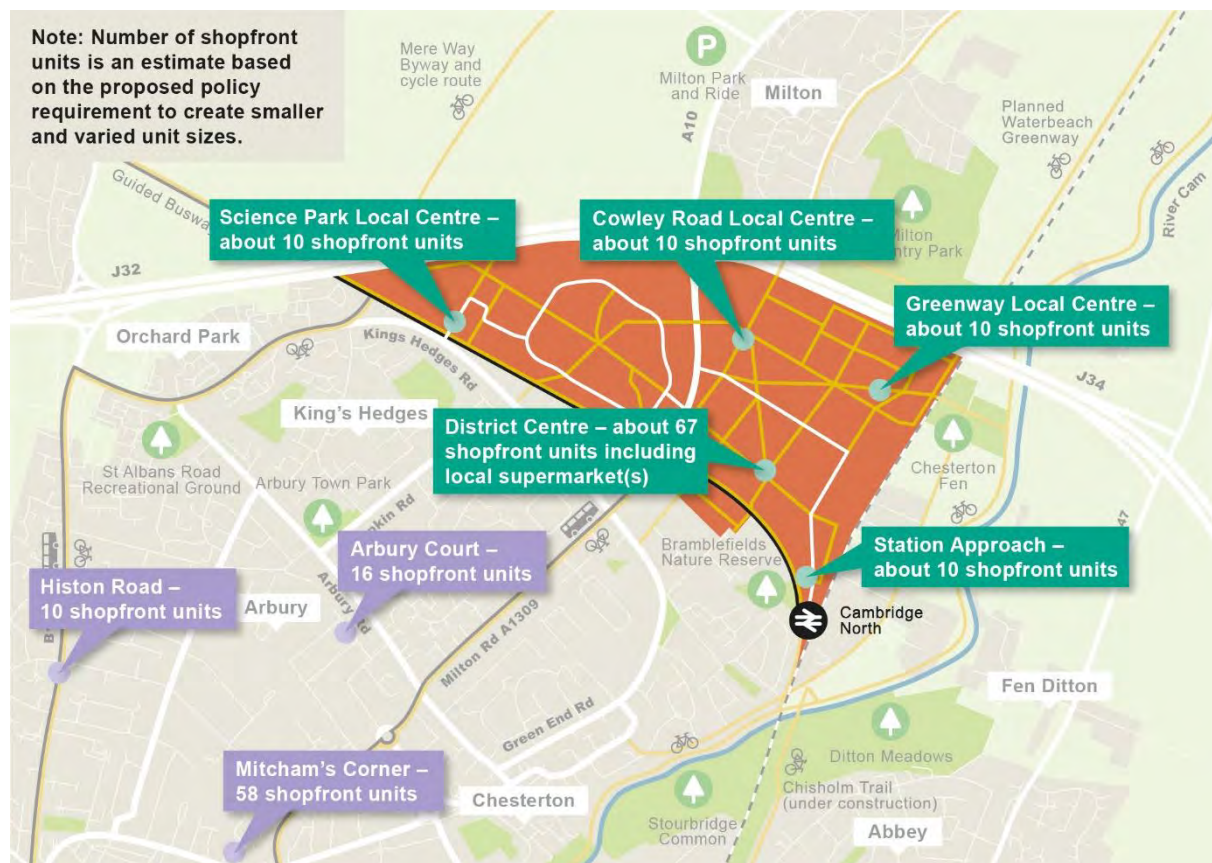 Note: Number of shopfront
units is an estimate based
on the proposed policy
requirement to create smaller
and varied unit sizes.
Mere Way
Byway and
cycle route
P
Milton Park
and Ride
Milton
A10
Planned
Waterbeach
Greenway
River Cam
Guided Busway
Science Park Local Centre –
about 10 shopfront units
Cowley Road Local Centre –
about 10 shopfront units
Milton
ntry Park
J32
Greenway Local Centre –
about 10 shopfront units
Orchard Park
Kings Hedges Rd
J34
King's Hedges
District Centre – about 67
shopfront units including
local supermarket(s)
St Albans Road
Recreational Ground
Arbury Town Park
Chesterton
Fen
kin Rd
Arbury Court –
16 shopfront units
Bramblefields
Nature Reserve
Station Approach –
about 10 shopfront units
47
Histon Road –
10 shopfront units
Arbury
Arbury Rd
Milton Rd A1309
Cambridge
North
Fen Ditton
Green End Rd
Ditton Meadows
Mitcham's Corner –
58 shopfront units
Chesterton
Chisholm Trail
(under construction)
Stourbridge
Common
Abbey